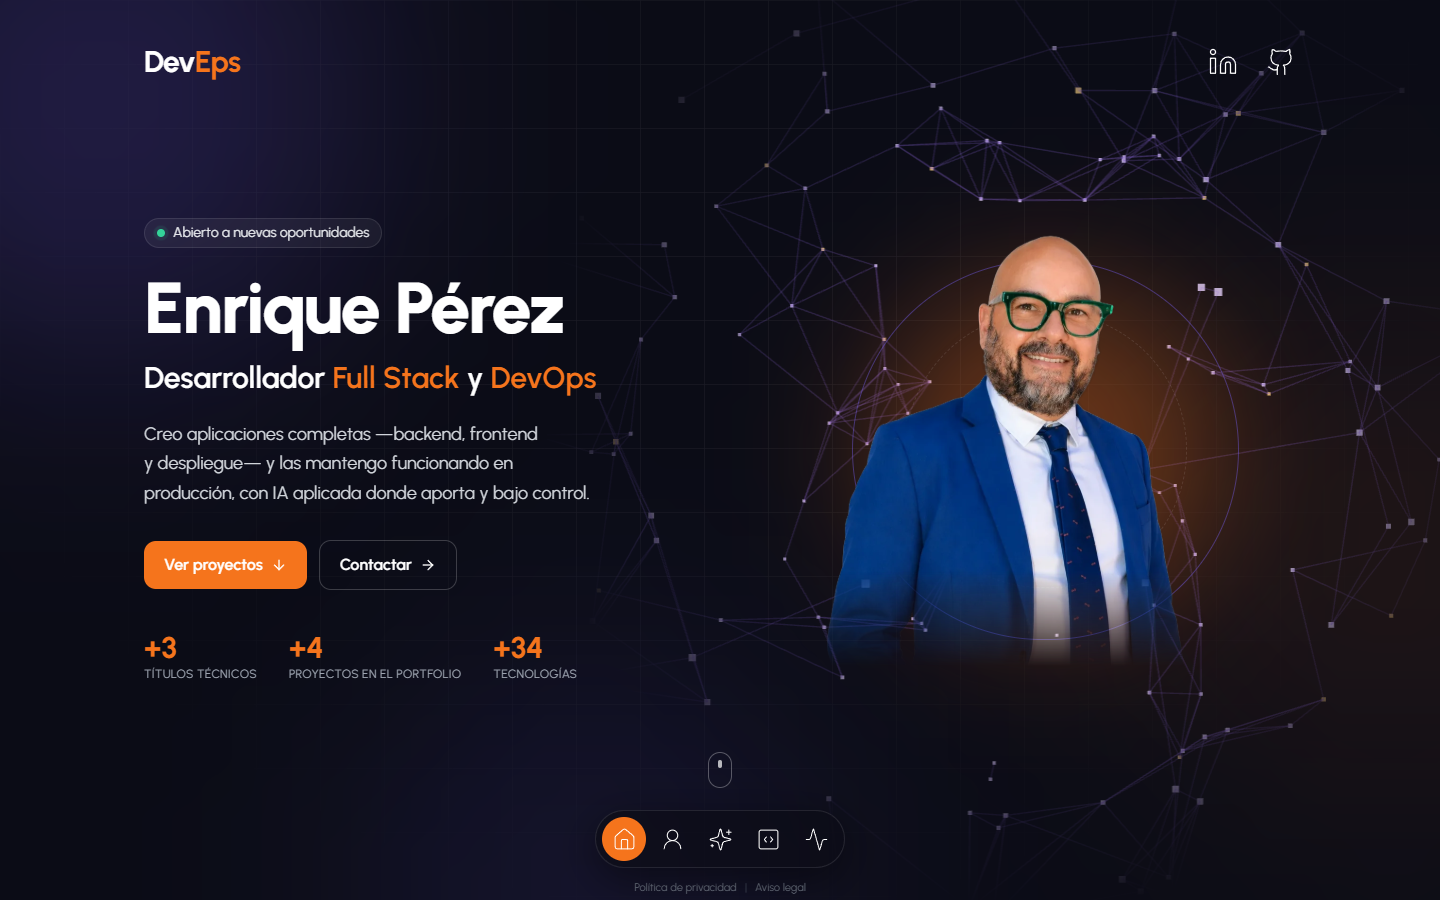 DevEps
Abierto a nuevas oportunidades
Enrique Pérez
Desarrollador Full Stack y DevOps
Creo aplicaciones completas —backend, frontend
y despliegue— y las mantengo funcionando en
producción, con IA aplicada donde aporta y bajo control.
Ver proyectos
Contactar
+3
TÍTULOS TÉCNICOS
+4
PROYECTOS EN EL PORTFOLIO
+34
TECNOLOGÍAS
Política de privacidad | Aviso legal